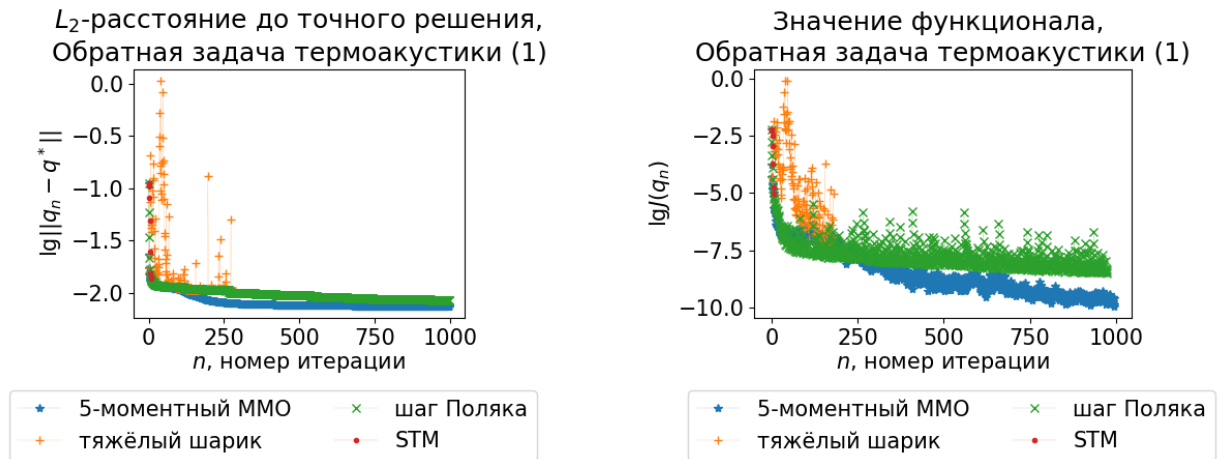 L₂-расстояние до точного решения,
Обратная задача термоакустики (1)
0.0
−0.5
−1.0
−1.5
−2.0
lg||qₙ − q*||
0
250
500
750
1000
n, номер итерации
5-моментный ММО
шаг Поляка
тяжёлый шарик
STM
Значение функционала,
Обратная задача термоакустики (1)
0.0
−2.5
−5.0
−7.5
−10.0
lgJ(qₙ)
0
250
500
750
1000
n, номер итерации
5-моментный ММО
шаг Поляка
тяжёлый шарик
STM